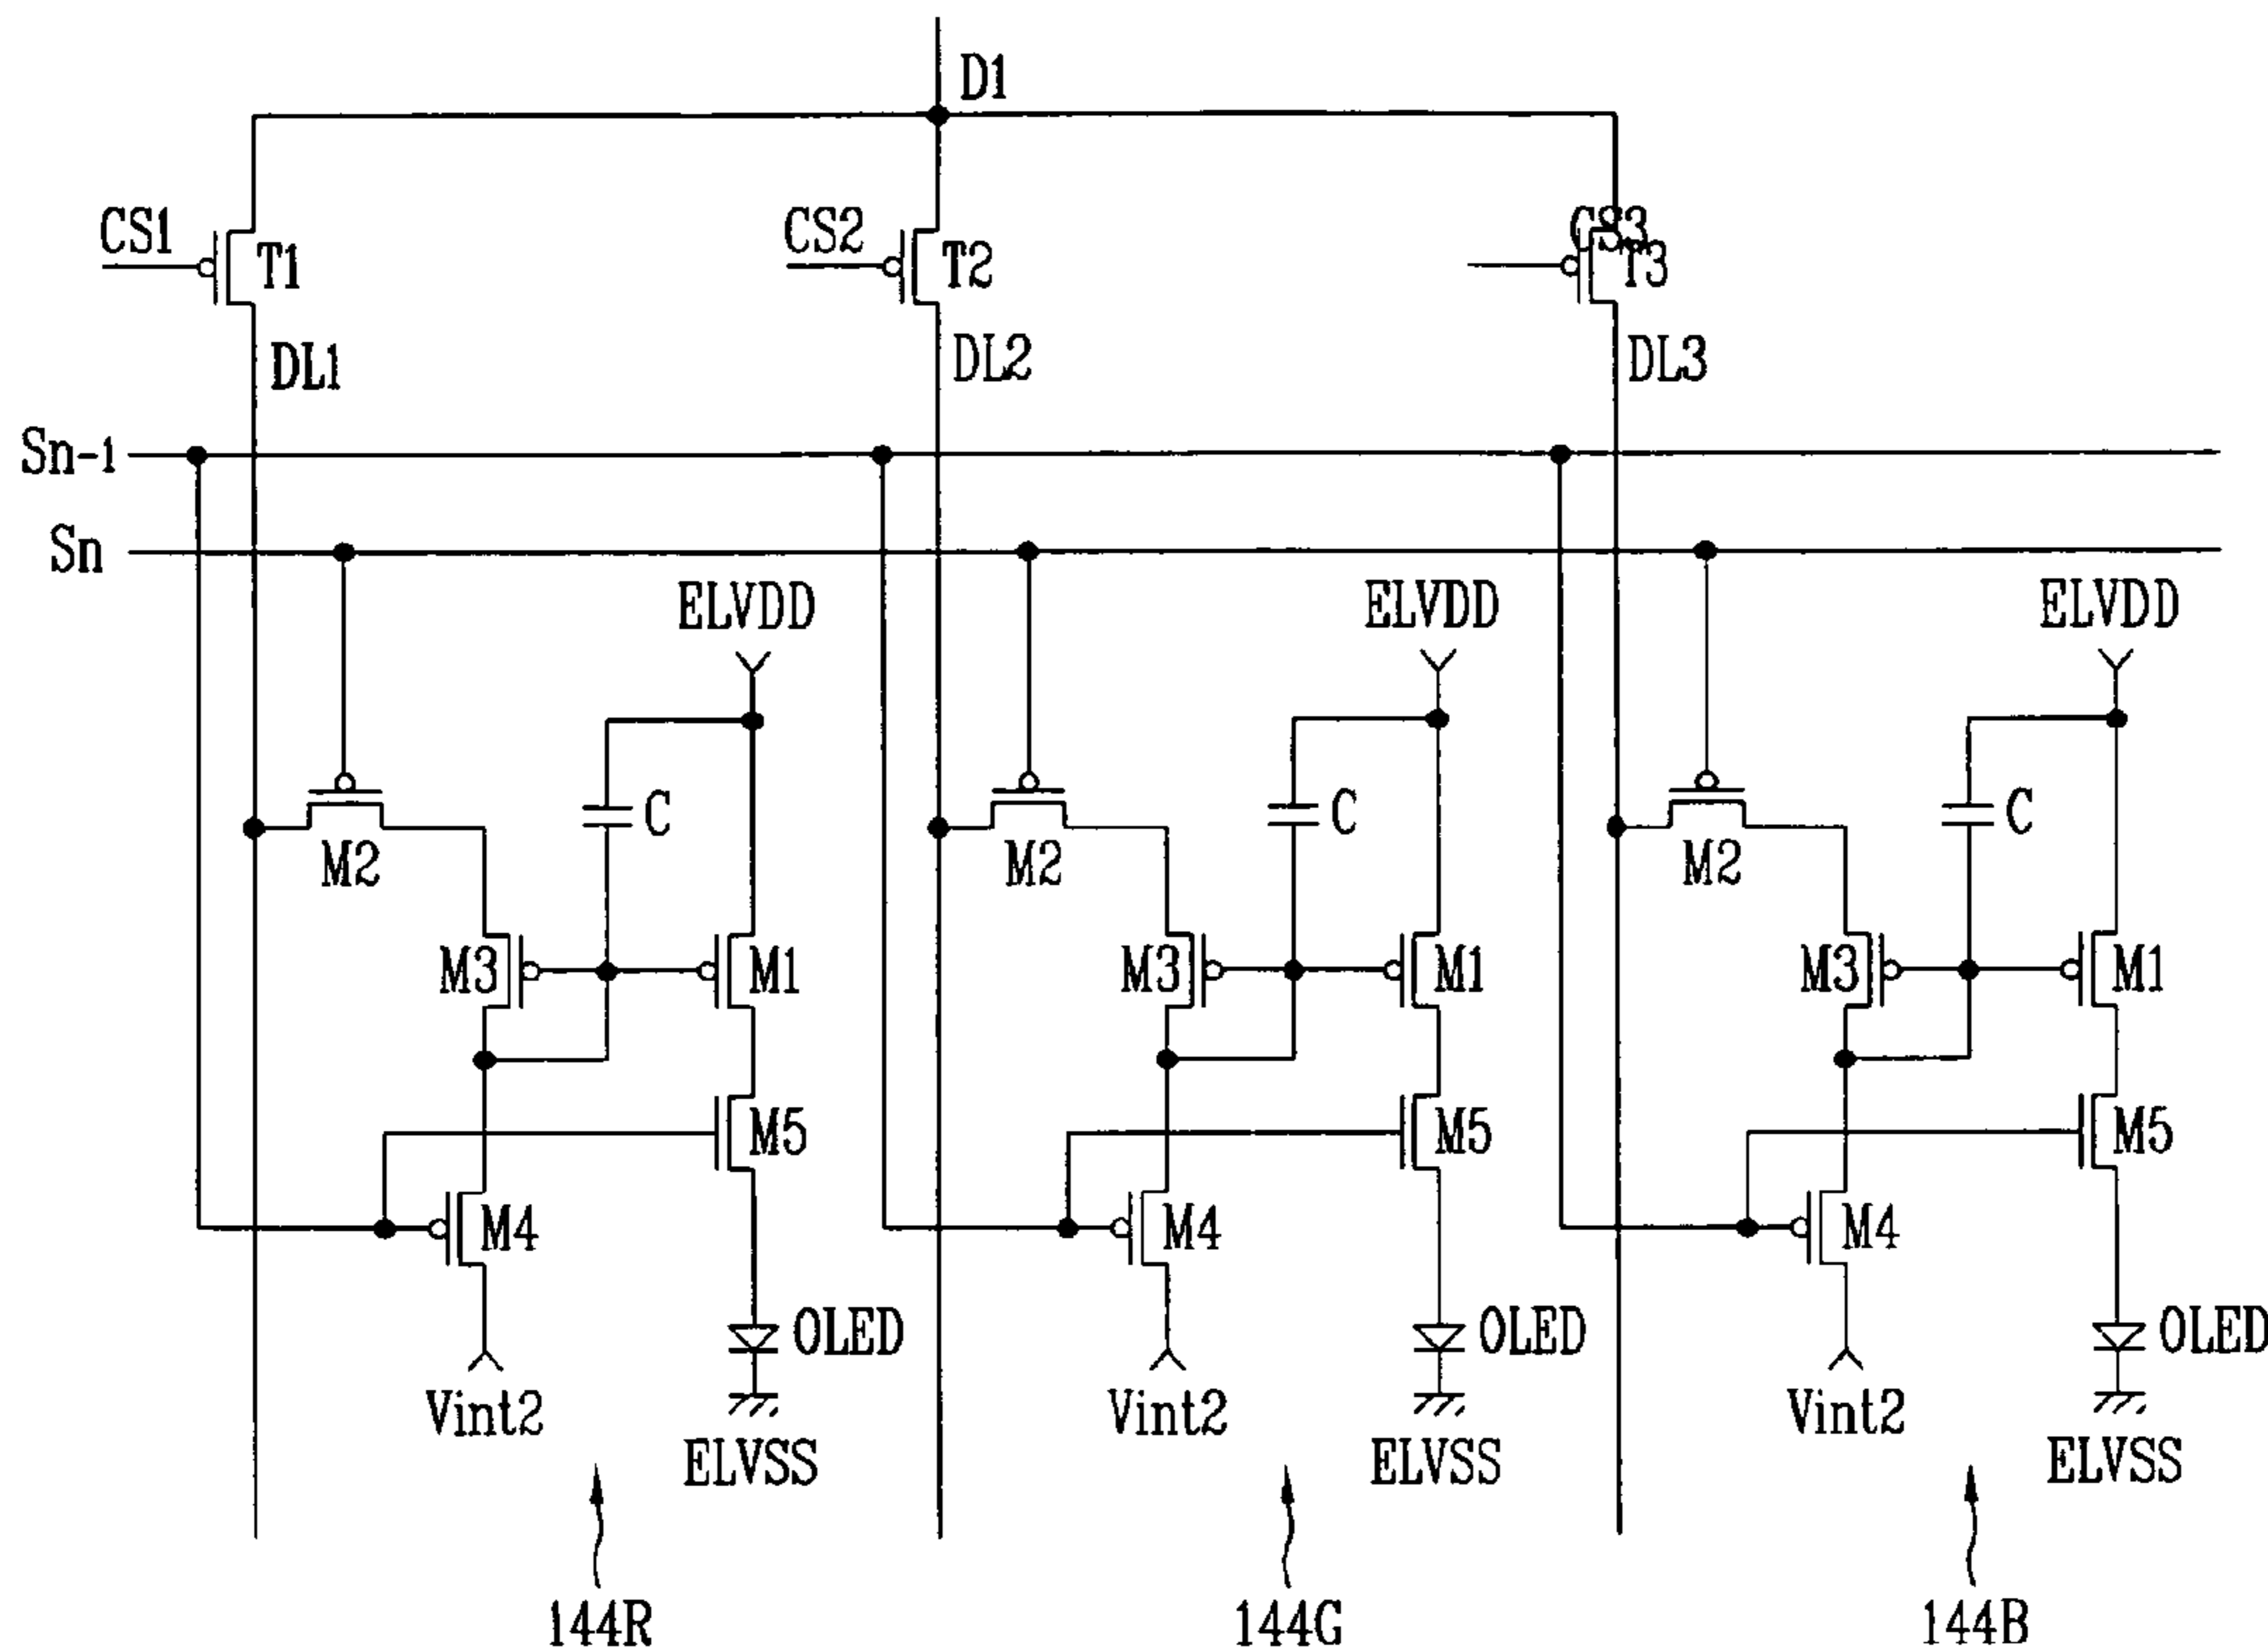 D1
CS1
T1
CS2
T2
CS3
T3
DL1
DL2
DL3
Sn-1
Sn
ELVDD
ELVDD
ELVDD
C
C
C
M2
M2
M2
M3
M1
M3
M1
M3
M1
M5
M5
M5
M4
M4
M4
OLED
OLED
OLED
Vint2
Vint2
Vint2
ELVSS
ELVSS
ELVSS
144R
144G
144B